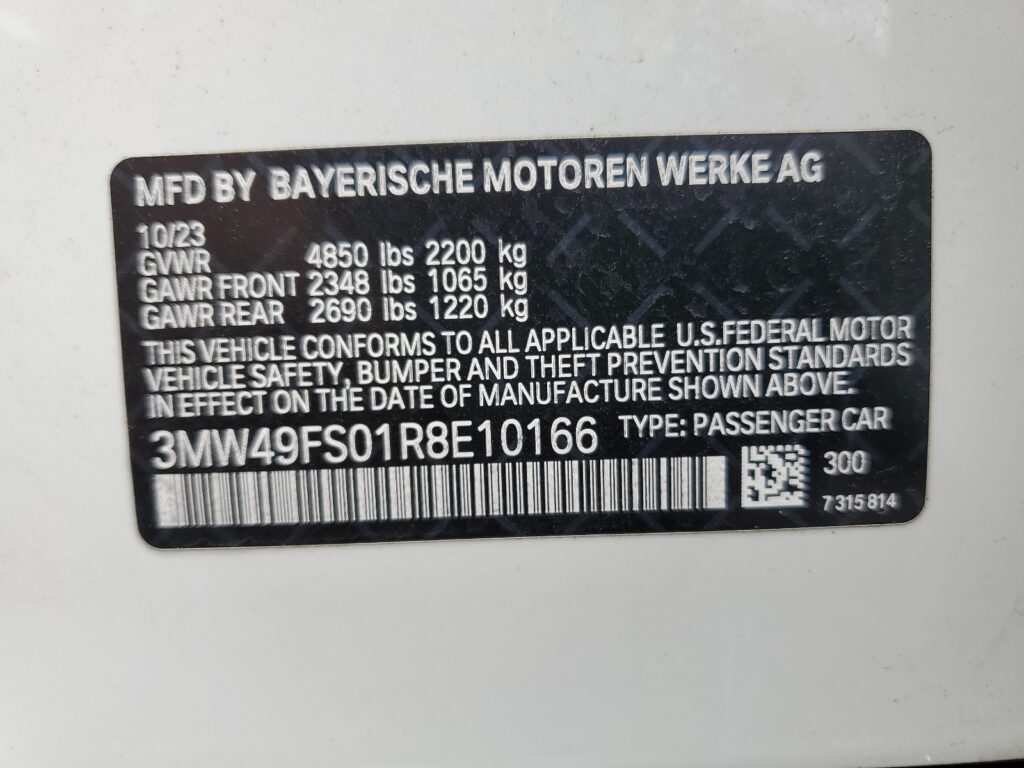 MFD BY BAYERISCHE MOTOREN WERKE AG
10/23
GVWR 4850 lbs 2200 kg
GAWR FRONT 2348 lbs 1065 kg
GAWR REAR 2690 lbs 1220 kg
THIS VEHICLE CONFORMS TO ALL APPLICABLE U.S.FEDERAL MOTOR
VEHICLE SAFETY, BUMPER AND THEFT PREVENTION STANDARDS
IN EFFECT ON THE DATE OF MANUFACTURE SHOWN ABOVE.
3MW49FS01R8E10166 TYPE: PASSENGER CAR
300
7 315 814